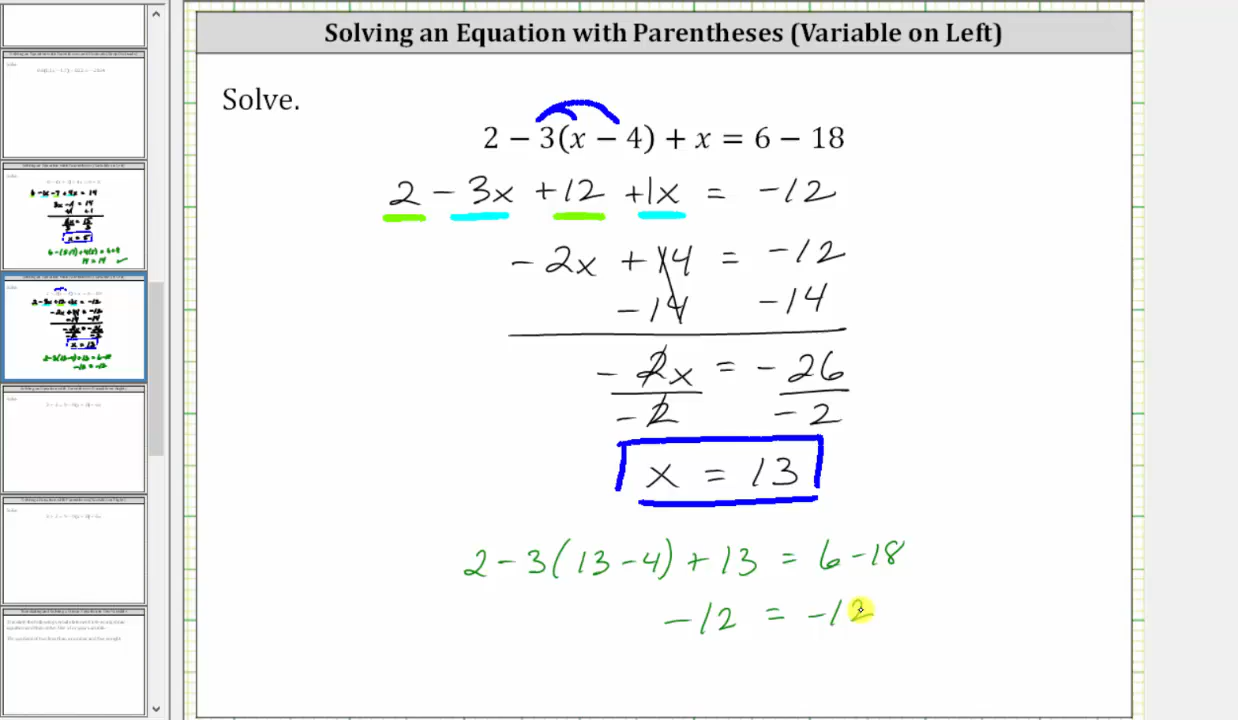 Solving an Equation with Parentheses (Variable on Left)
Solve.
2 − 3(x − 4) + x = 6 − 18
2 − 3x + 12 + 1x = −12
− 2x + 14 = −12
− 14 − 14
− 2x = − 26
− 2 − 2
x = 13
2 − 3(13 − 4) + 13 = 6 − 18
−12 = −12